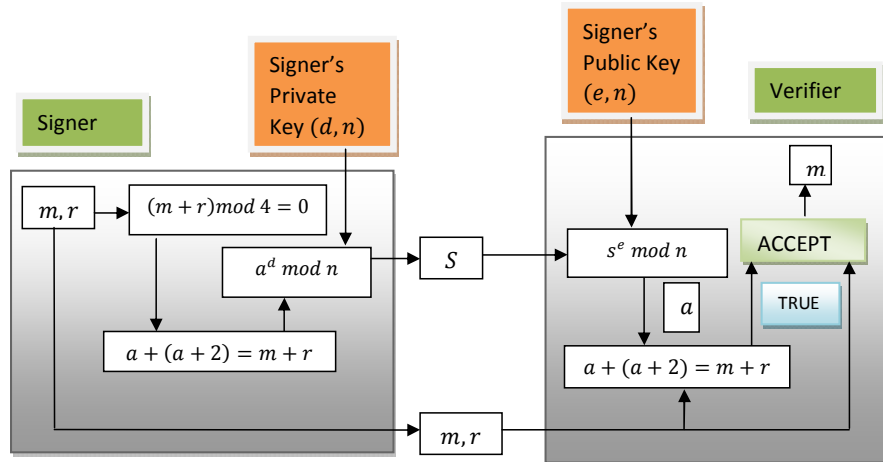 Signer
Signer's
Private
Key (d, n)
Signer's
Public Key
(e, n)
Verifier
m, r
(m + r)mod 4 = 0
a^d mod n
a + (a + 2) = m + r
S
m, r
s^e mod n
a
a + (a + 2) = m + r
m
ACCEPT
TRUE